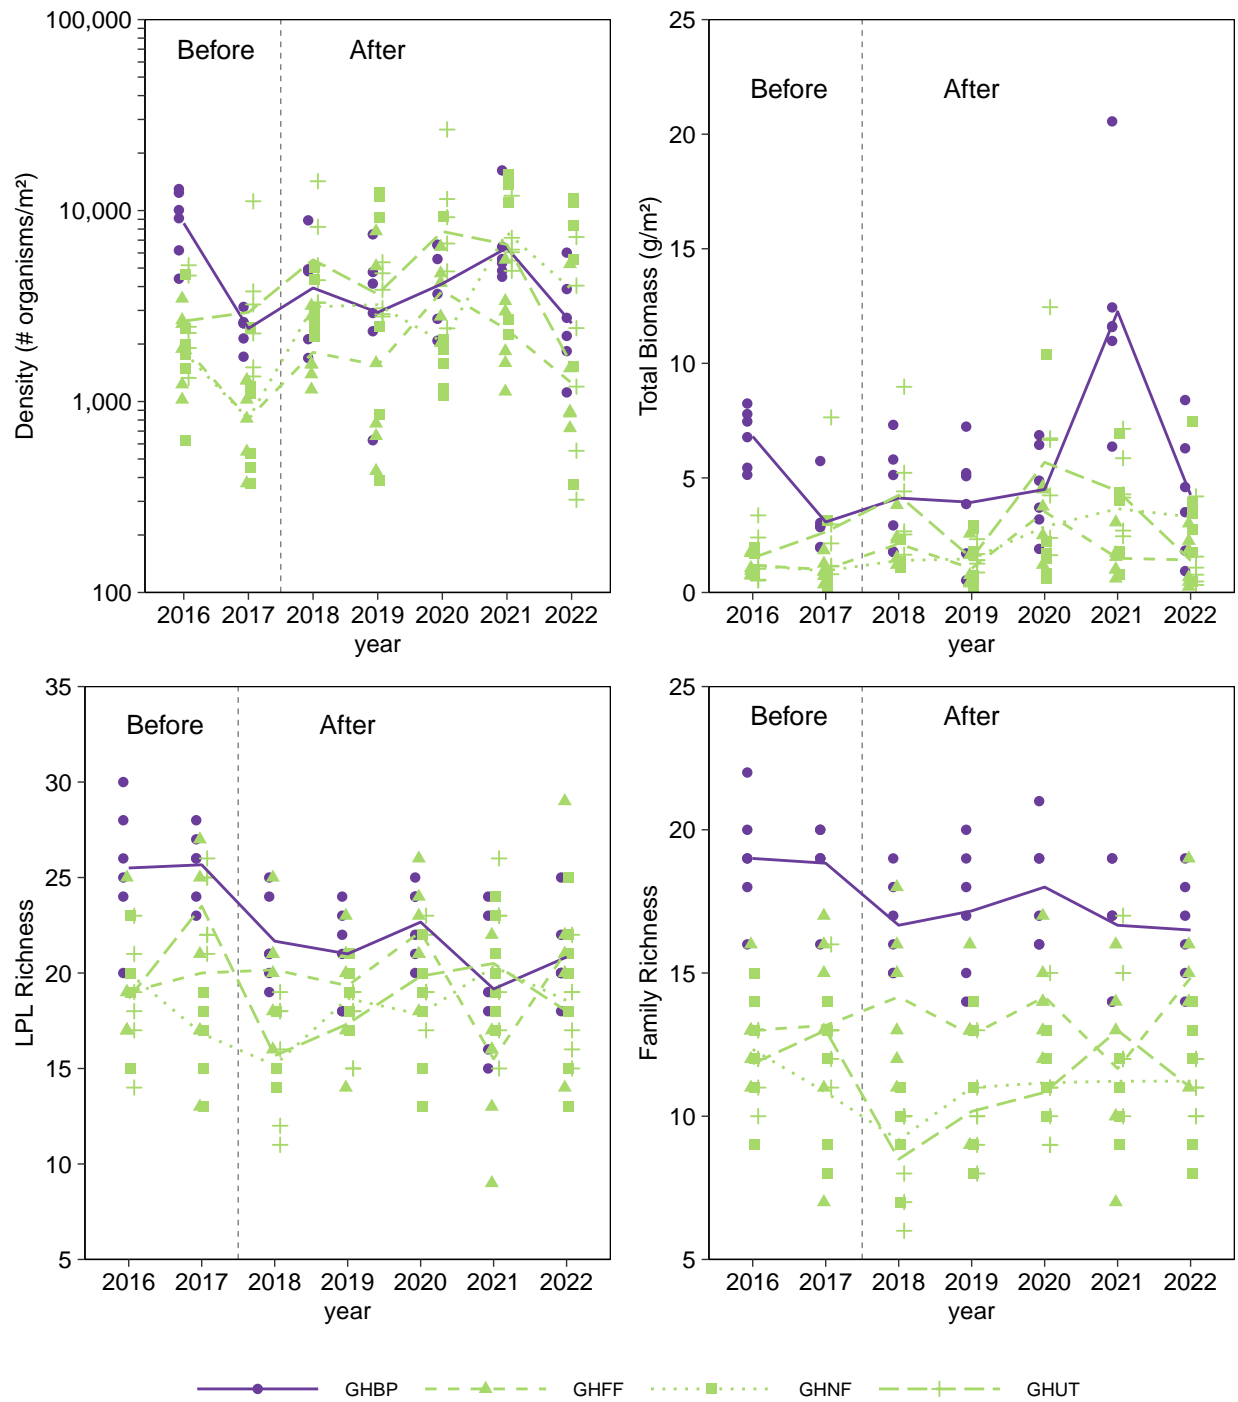 100,000
10,000
1,000
100
Density (# organisms/m²)
Before
After
2016 2017 2018 2019 2020 2021 2022
year
25
20
15
10
5
0
Total Biomass (g/m²)
Before
After
2016 2017 2018 2019 2020 2021 2022
year
35
30
25
20
15
10
5
LPL Richness
Before
After
2016 2017 2018 2019 2020 2021 2022
year
25
20
15
10
5
Family Richness
Before
After
2016 2017 2018 2019 2020 2021 2022
year
GHBP GHFF GHNF GHUT